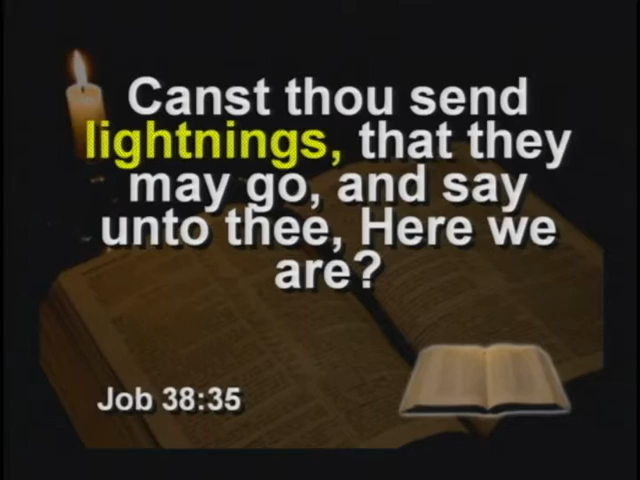 Canst thou send
lightnings, that they
may go, and say
unto thee, Here we
are?
Job 38:35